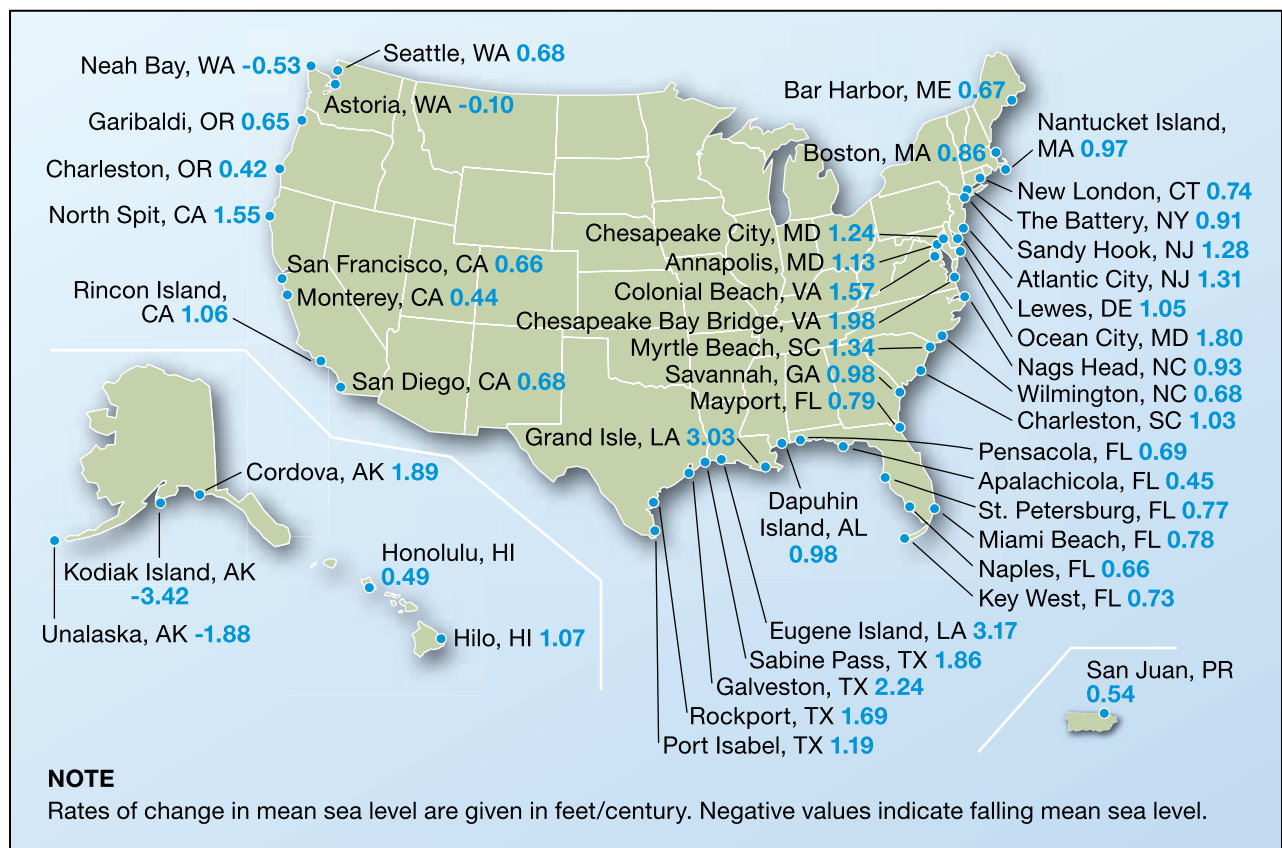 Seattle, WA 0.68
Neah Bay, WA -0.53
Astoria, WA -0.10
Garibaldi, OR 0.65
Charleston, OR 0.42
North Spit, CA 1.55
San Francisco, CA 0.66
Monterey, CA 0.44
Rincon Island,
CA 1.06
San Diego, CA 0.68
Bar Harbor, ME 0.67
Nantucket Island,
MA 0.97
Boston, MA 0.86
New London, CT 0.74
The Battery, NY 0.91
Sandy Hook, NJ 1.28
Atlantic City, NJ 1.31
Lewes, DE 1.05
Ocean City, MD 1.80
Nags Head, NC 0.93
Wilmington, NC 0.68
Charleston, SC 1.03
Chesapeake City, MD 1.24
Annapolis, MD 1.13
Colonial Beach, VA 1.57
Chesapeake Bay Bridge, VA 1.98
Myrtle Beach, SC 1.34
Savannah, GA 0.98
Mayport, FL 0.79
Grand Isle, LA 3.03
Pensacola, FL 0.69
Apalachicola, FL 0.45
St. Petersburg, FL 0.77
Miami Beach, FL 0.78
Naples, FL 0.66
Key West, FL 0.73
Dapuhin
Island, AL
0.98
Cordova, AK 1.89
Kodiak Island, AK
-3.42
Unalaska, AK -1.88
Honolulu, HI
0.49
Hilo, HI 1.07
Eugene Island, LA 3.17
Sabine Pass, TX 1.86
Galveston, TX 2.24
Rockport, TX 1.69
Port Isabel, TX 1.19
San Juan, PR
0.54
NOTE
Rates of change in mean sea level are given in feet/century. Negative values indicate falling mean sea level.